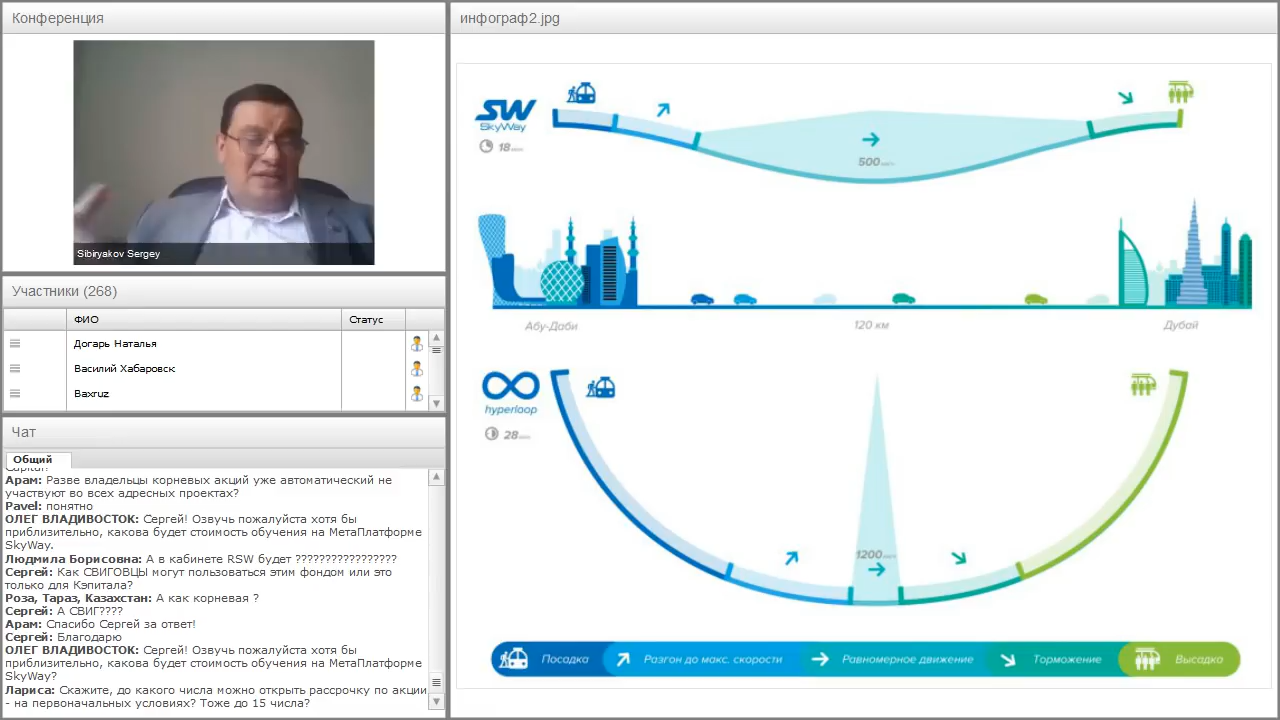 Конференция
Sibiryakov Sergey
Участники (268)
ФИО
Статус
Догарь Наталья
Василий Хабаровск
Baxruz
Чат
Общий
Арам: Разве владельцы корневых акций уже автоматический не
участвуют во всех адресных проектах?
Pavel: понятно
ОЛЕГ ВЛАДИВОСТОК: Сергей! Озвучь пожалуйста хотя бы
приблизительно, какова будет стоимость обучения на МетаПлатформе
SkyWay.
Людмила Борисовна: А в кабинете RSW будет ?????????????????
Сергей: Как СВИГОВЦЫ могут пользоваться этим фондом или это
только для Кэпитала?
Роза, Тараз, Казахстан: А как корневая ?
Сергей: А СВИГ????
Арам: Спасибо Сергей за ответ!
Сергей: Благодарю
ОЛЕГ ВЛАДИВОСТОК: Сергей! Озвучь пожалуйста хотя бы
приблизительно, какова будет стоимость обучения на МетаПлатформе
SkyWay?
Лариса: Скажите, до какого числа можно открыть рассрочку по акции
- на первоначальных условиях? Тоже до 15 числа?
инфограф2.jpg
SW
SkyWay
18
500
Абу-Даби
120 км
Дубай
hyperloop
28
1200
Посадка
Разгон до макс. скорости
Равномерное движение
Торможение
Высадка